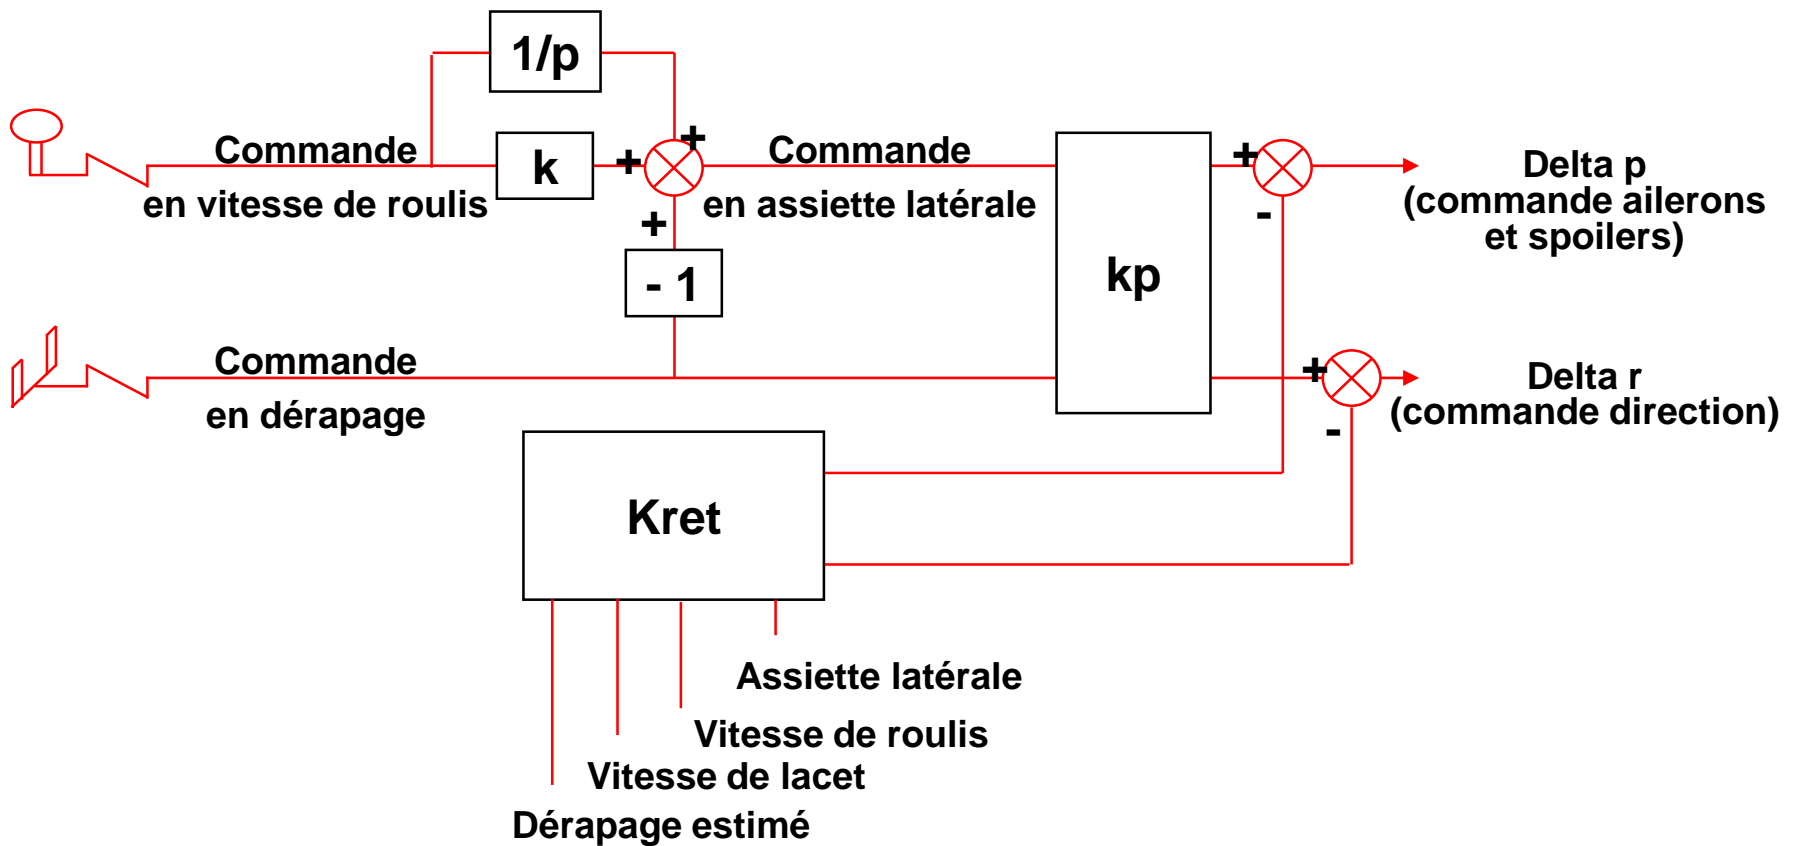 1/p
Commande
en vitesse de roulis
k
+
+
+
Commande
en assiette latérale
- 1
kp
+
-
Delta p
(commande ailerons
et spoilers)
Commande
en dérapage
+
-
Delta r
(commande direction)
Kret
Assiette latérale
Vitesse de roulis
Vitesse de lacet
Dérapage estimé